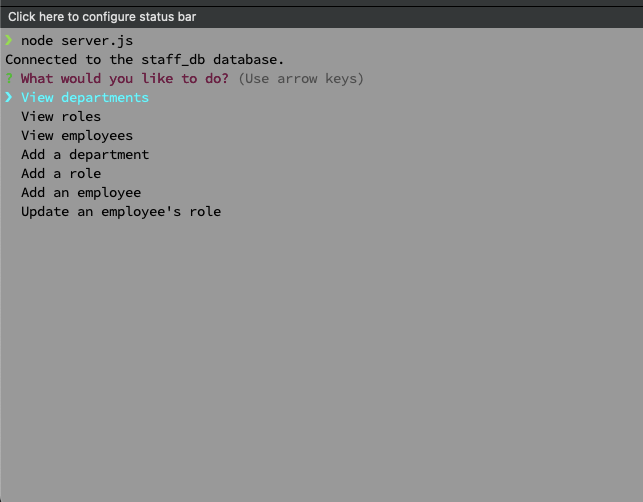 Click here to configure status bar
❯ node server.js
Connected to the staff_db database.
? What would you like to do? (Use arrow keys)
❯ View departments
View roles
View employees
Add a department
Add a role
Add an employee
Update an employee's role